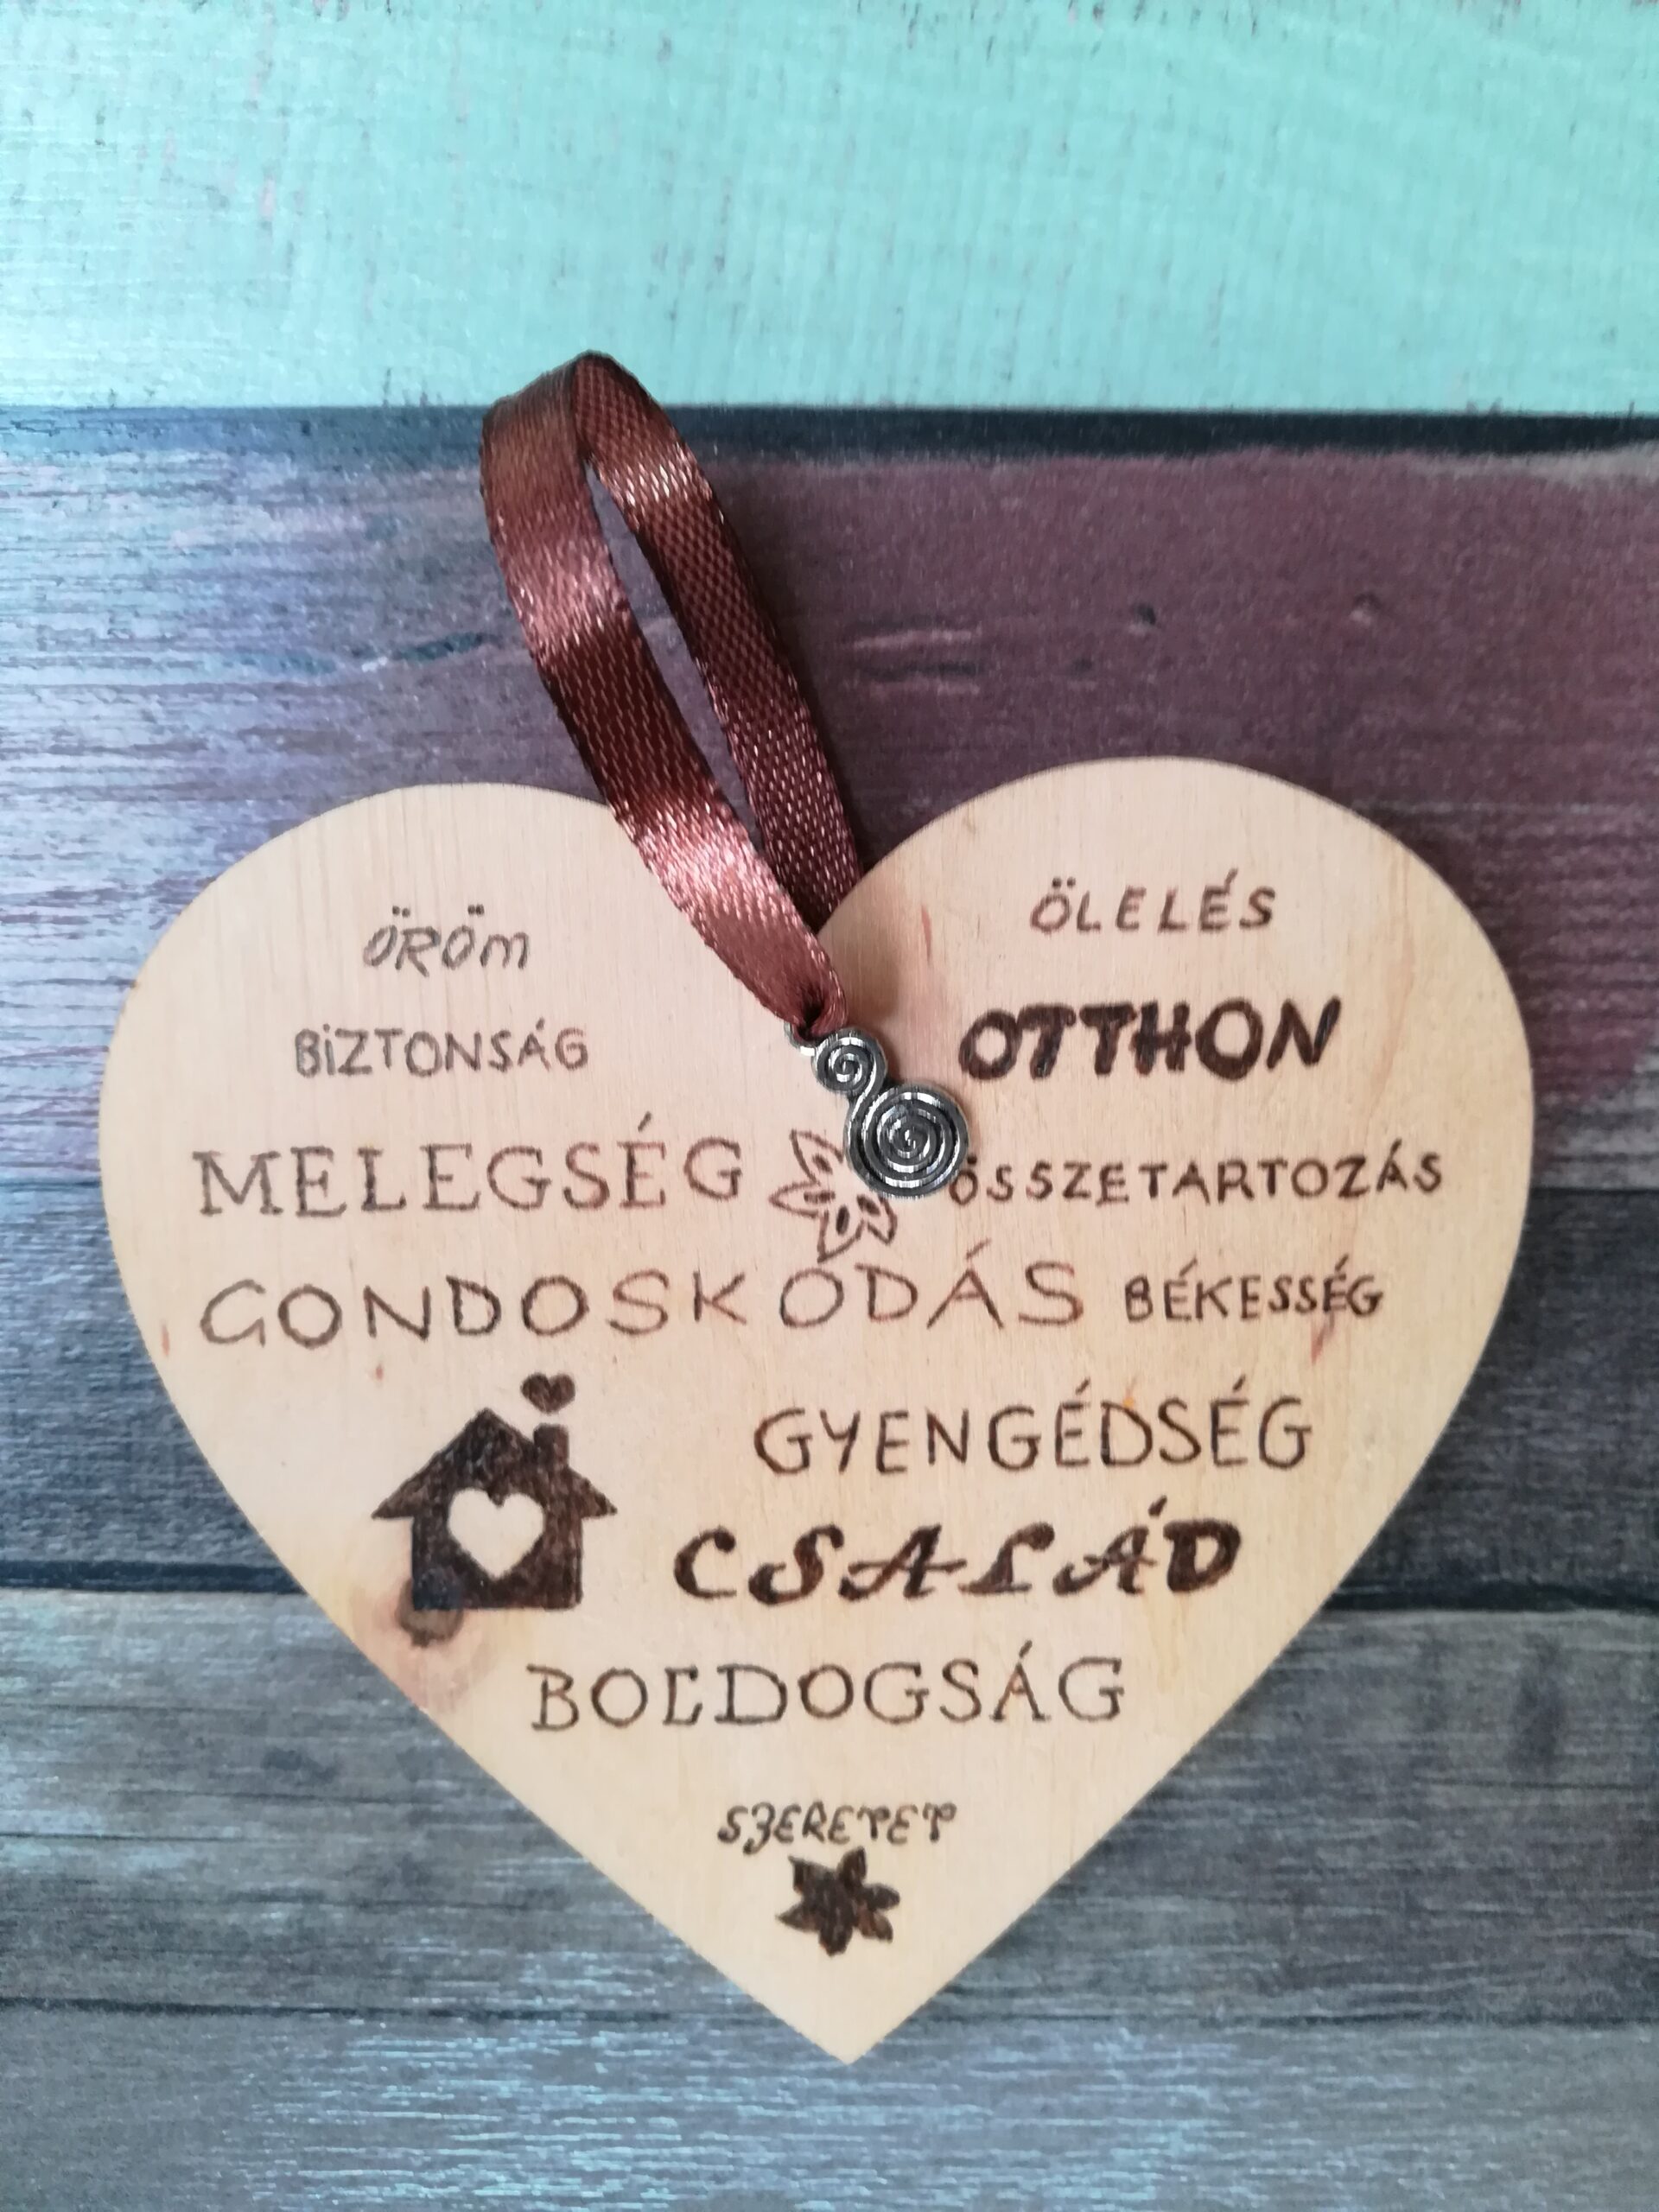 ÖRÖm
ÖLELÉS
BiZTONSÁG
OTTHON
MELEGSÉG
ÖSSZETARTOZÁS
GONDOSKODÁS BÉKESSÉG
GYENGÉDSÉG
CSALÁD
BOLDOGSÁG
SZERETET